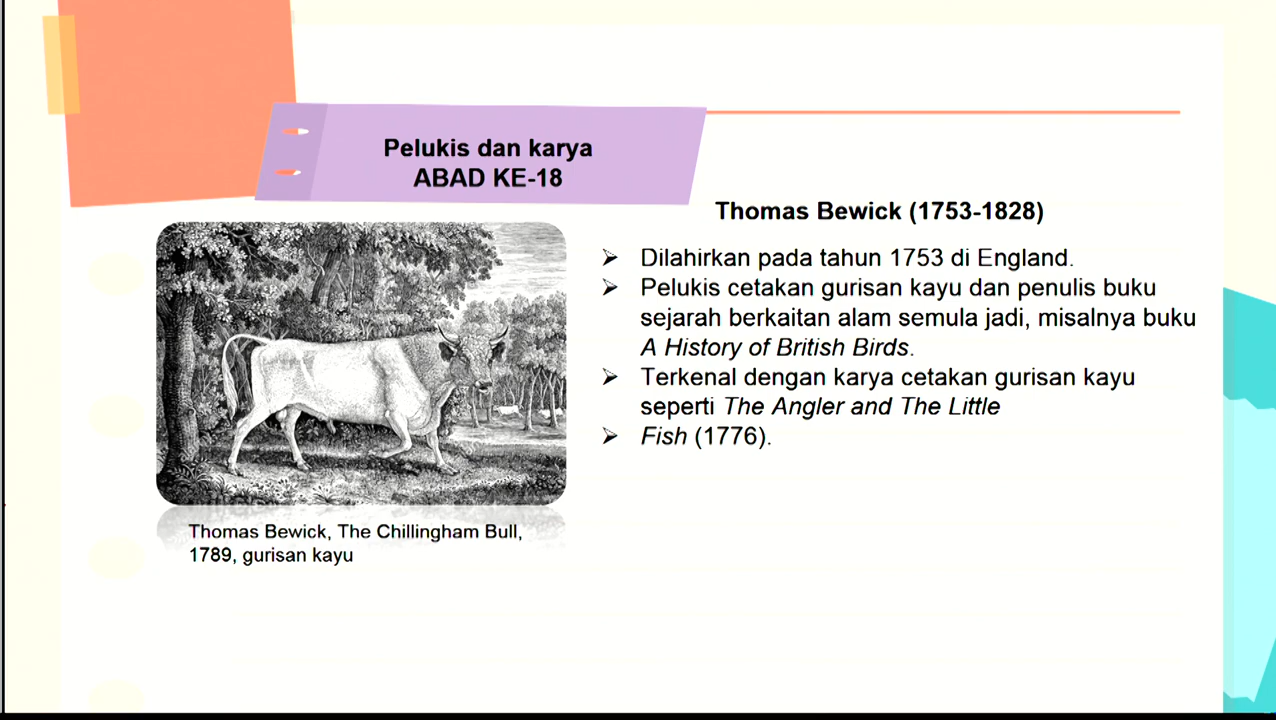 Pelukis dan karya
ABAD KE-18
Thomas Bewick (1753-1828)
➢ Dilahirkan pada tahun 1753 di England.
➢ Pelukis cetakan gurisan kayu dan penulis buku
sejarah berkaitan alam semula jadi, misalnya buku
A History of British Birds.
➢ Terkenal dengan karya cetakan gurisan kayu
seperti The Angler and The Little
➢ Fish (1776).
Thomas Bewick, The Chillingham Bull,
1789, gurisan kayu